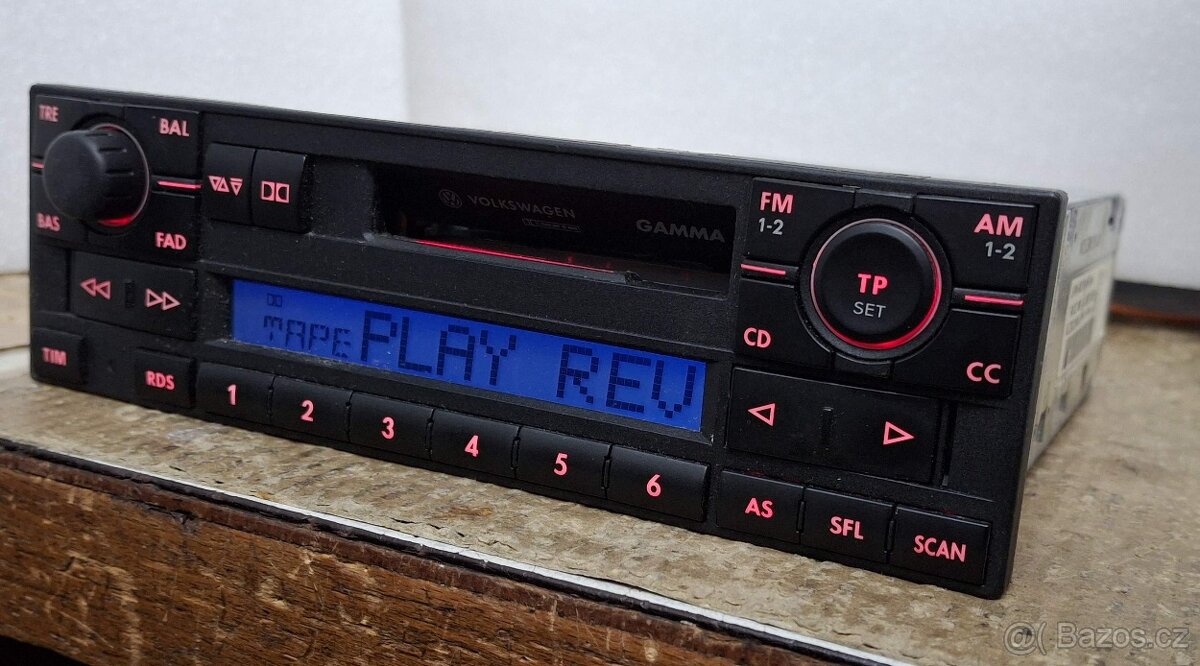 TRE
BAL
BAS
FAD
VOLKSWAGEN
GAMMA
FM
1-2
AM
1-2
TP
SET
CD
CC
TAPE PLAY REV
TIM
RDS
1 2 3 4 5 6
AS
SFL
SCAN
@( Bazos.cz